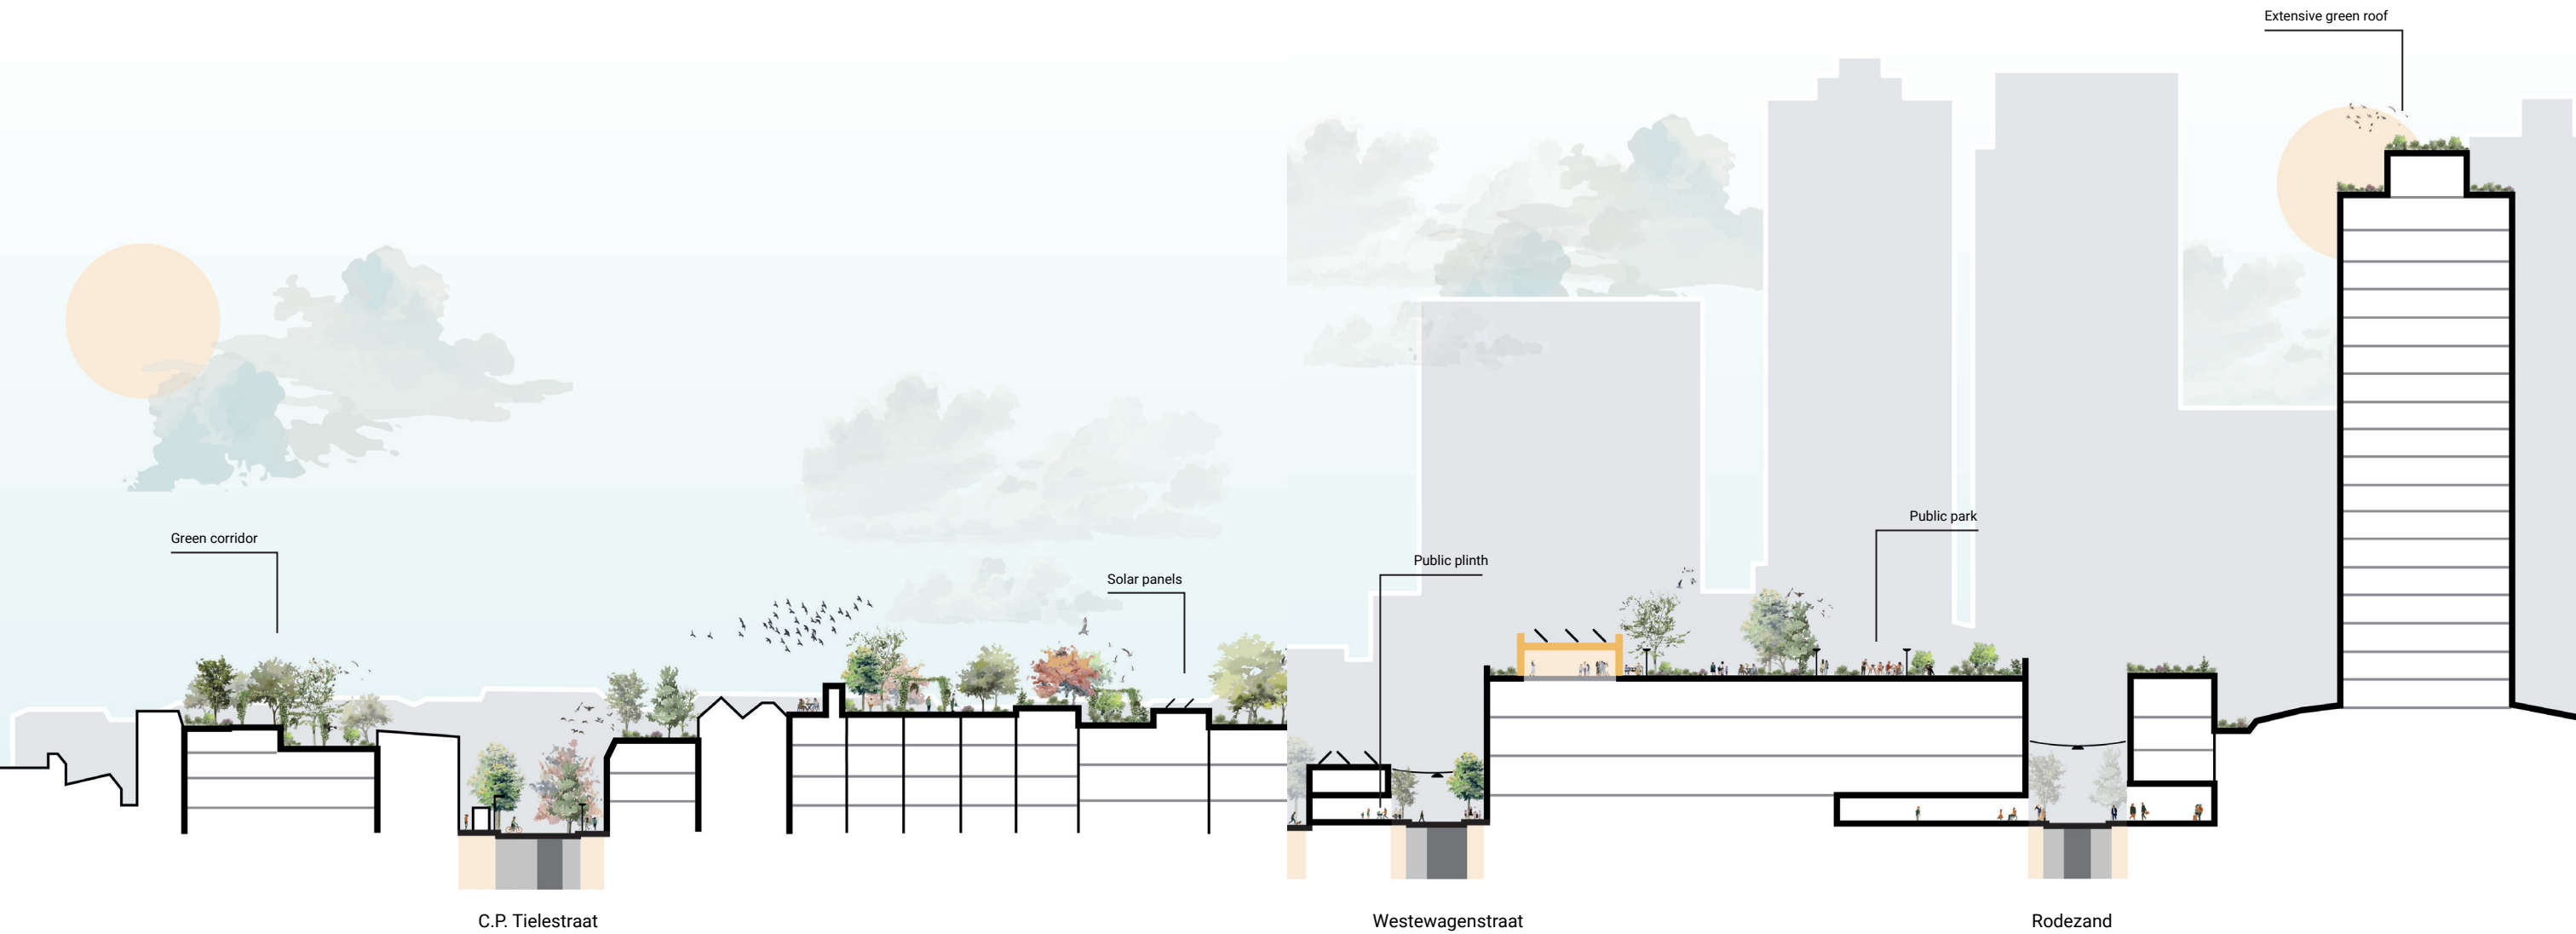 Extensive green roof
Public park
Green corridor
Public plinth
Solar panels
C.P. Tielestraat
Westewagenstraat
Rodezand